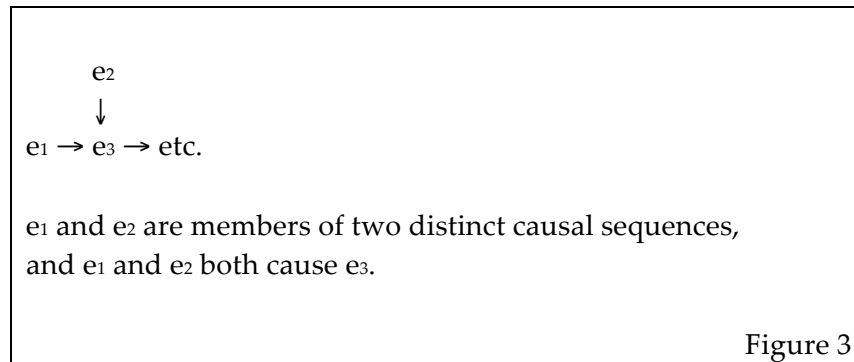 e2
↓
e1 → e3 → etc.
e1 and e2 are members of two distinct causal sequences,
and e1 and e2 both cause e3.
Figure 3